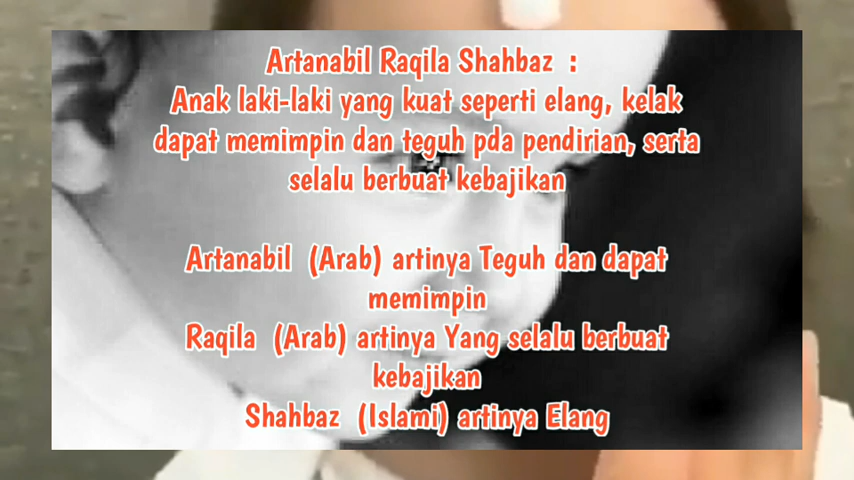 Artanabil Raqila Shahbaz :
Anak laki-laki yang kuat seperti elang, kelak
dapat memimpin dan teguh pda pendirian, serta
selalu berbuat kebajikan
Artanabil (Arab) artinya Teguh dan dapat
memimpin
Raqila (Arab) artinya Yang selalu berbuat
kebajikan
Shahbaz (Islami) artinya Elang